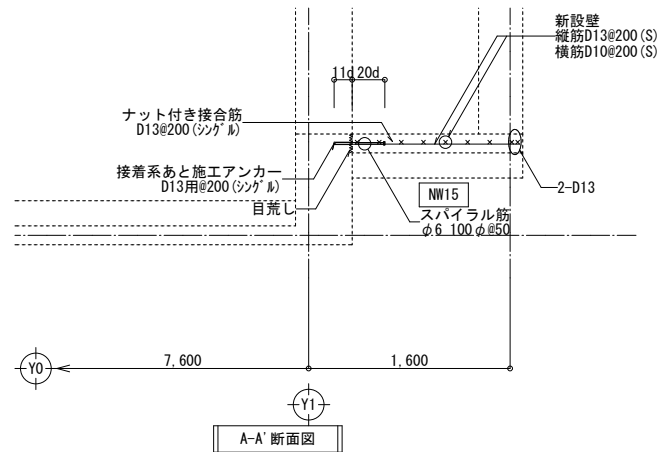 新設壁
縦筋D13@200(S)
横筋D10@200(S)
11d 20d
ナット付き接合筋
D13@200(シングル)
接着系あと施工アンカー
D13用@200(シングル)
目荒し
NW15
2-D13
スパイラル筋
φ6 100φ@50
7,600
1,600
Y0
Y1
A-A'断面図